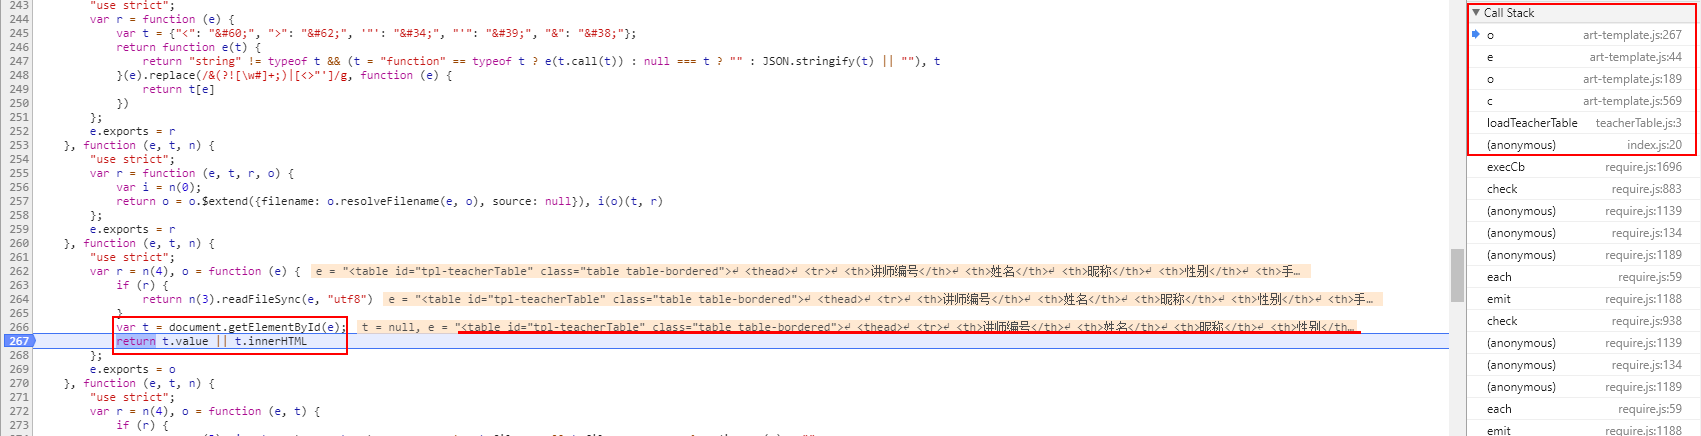 243 "use strict";
244 var r = function (e) {
245 var t = {"<": "&#60;", ">": "&#62;", '"': "&#34;", "'": "&#39;", "&": "&#38;"};
246 return function e(t) {
247 return "string" != typeof t && (t = "function" == typeof t ? e(t.call(t)) : null === t ? "" : JSON.stringify(t) || ""), t
248 }(e).replace(/&(?![\w#]+;)|[<>"']/g, function (e) {
249 return t[e]
250 })
251 };
252 e.exports = r
253 }, function (e, t, n) {
254 "use strict";
255 var r = function (e, t, r, o) {
256 var i = n(0);
257 return o = o.$extend({filename: o.resolveFilename(e, o), source: null}), i(o)(t, r)
258 };
259 e.exports = r
260 }, function (e, t, n) {
261 "use strict";
262 var r = n(4), o = function (e) { e = "<table id="tpl-teacherTable" class="table table-bordered">↵ <thead>↵ <tr>↵ <th>讲师编号</th>↵ <th>姓名</th>↵ <th>昵称</th>↵ <th>性别</th>↵ <th>手…
263 if (r) {
264 return n(3).readFileSync(e, "utf8") e = "<table id="tpl-teacherTable" class="table table-bordered">↵ <thead>↵ <tr>↵ <th>讲师编号</th>↵ <th>姓名</th>↵ <th>昵称</th>↵ <th>性别</th>↵ <th>手…
265 }
266 var t = document.getElementById(e); t = null, e = "<table id="tpl-teacherTable" class="table table-bordered">↵ <thead>↵ <tr>↵ <th>讲师编号</th>↵ <th>姓名</th>↵ <th>昵称</th>↵ <th>性别</th…
267 return t.value || t.innerHTML
268 };
269 e.exports = o
270 }, function (e, t, n) {
271 "use strict";
272 var r = n(4), o = function (e, t) {
273 if (r) {
Call Stack
o art-template.js:267
e art-template.js:44
o art-template.js:189
c art-template.js:569
loadTeacherTable teacherTable.js:3
(anonymous) index.js:20
execCb require.js:1696
check require.js:883
(anonymous) require.js:1139
(anonymous) require.js:134
(anonymous) require.js:1189
each require.js:59
emit require.js:1188
check require.js:938
(anonymous) require.js:1139
(anonymous) require.js:134
(anonymous) require.js:1189
each require.js:59
emit require.js:1188